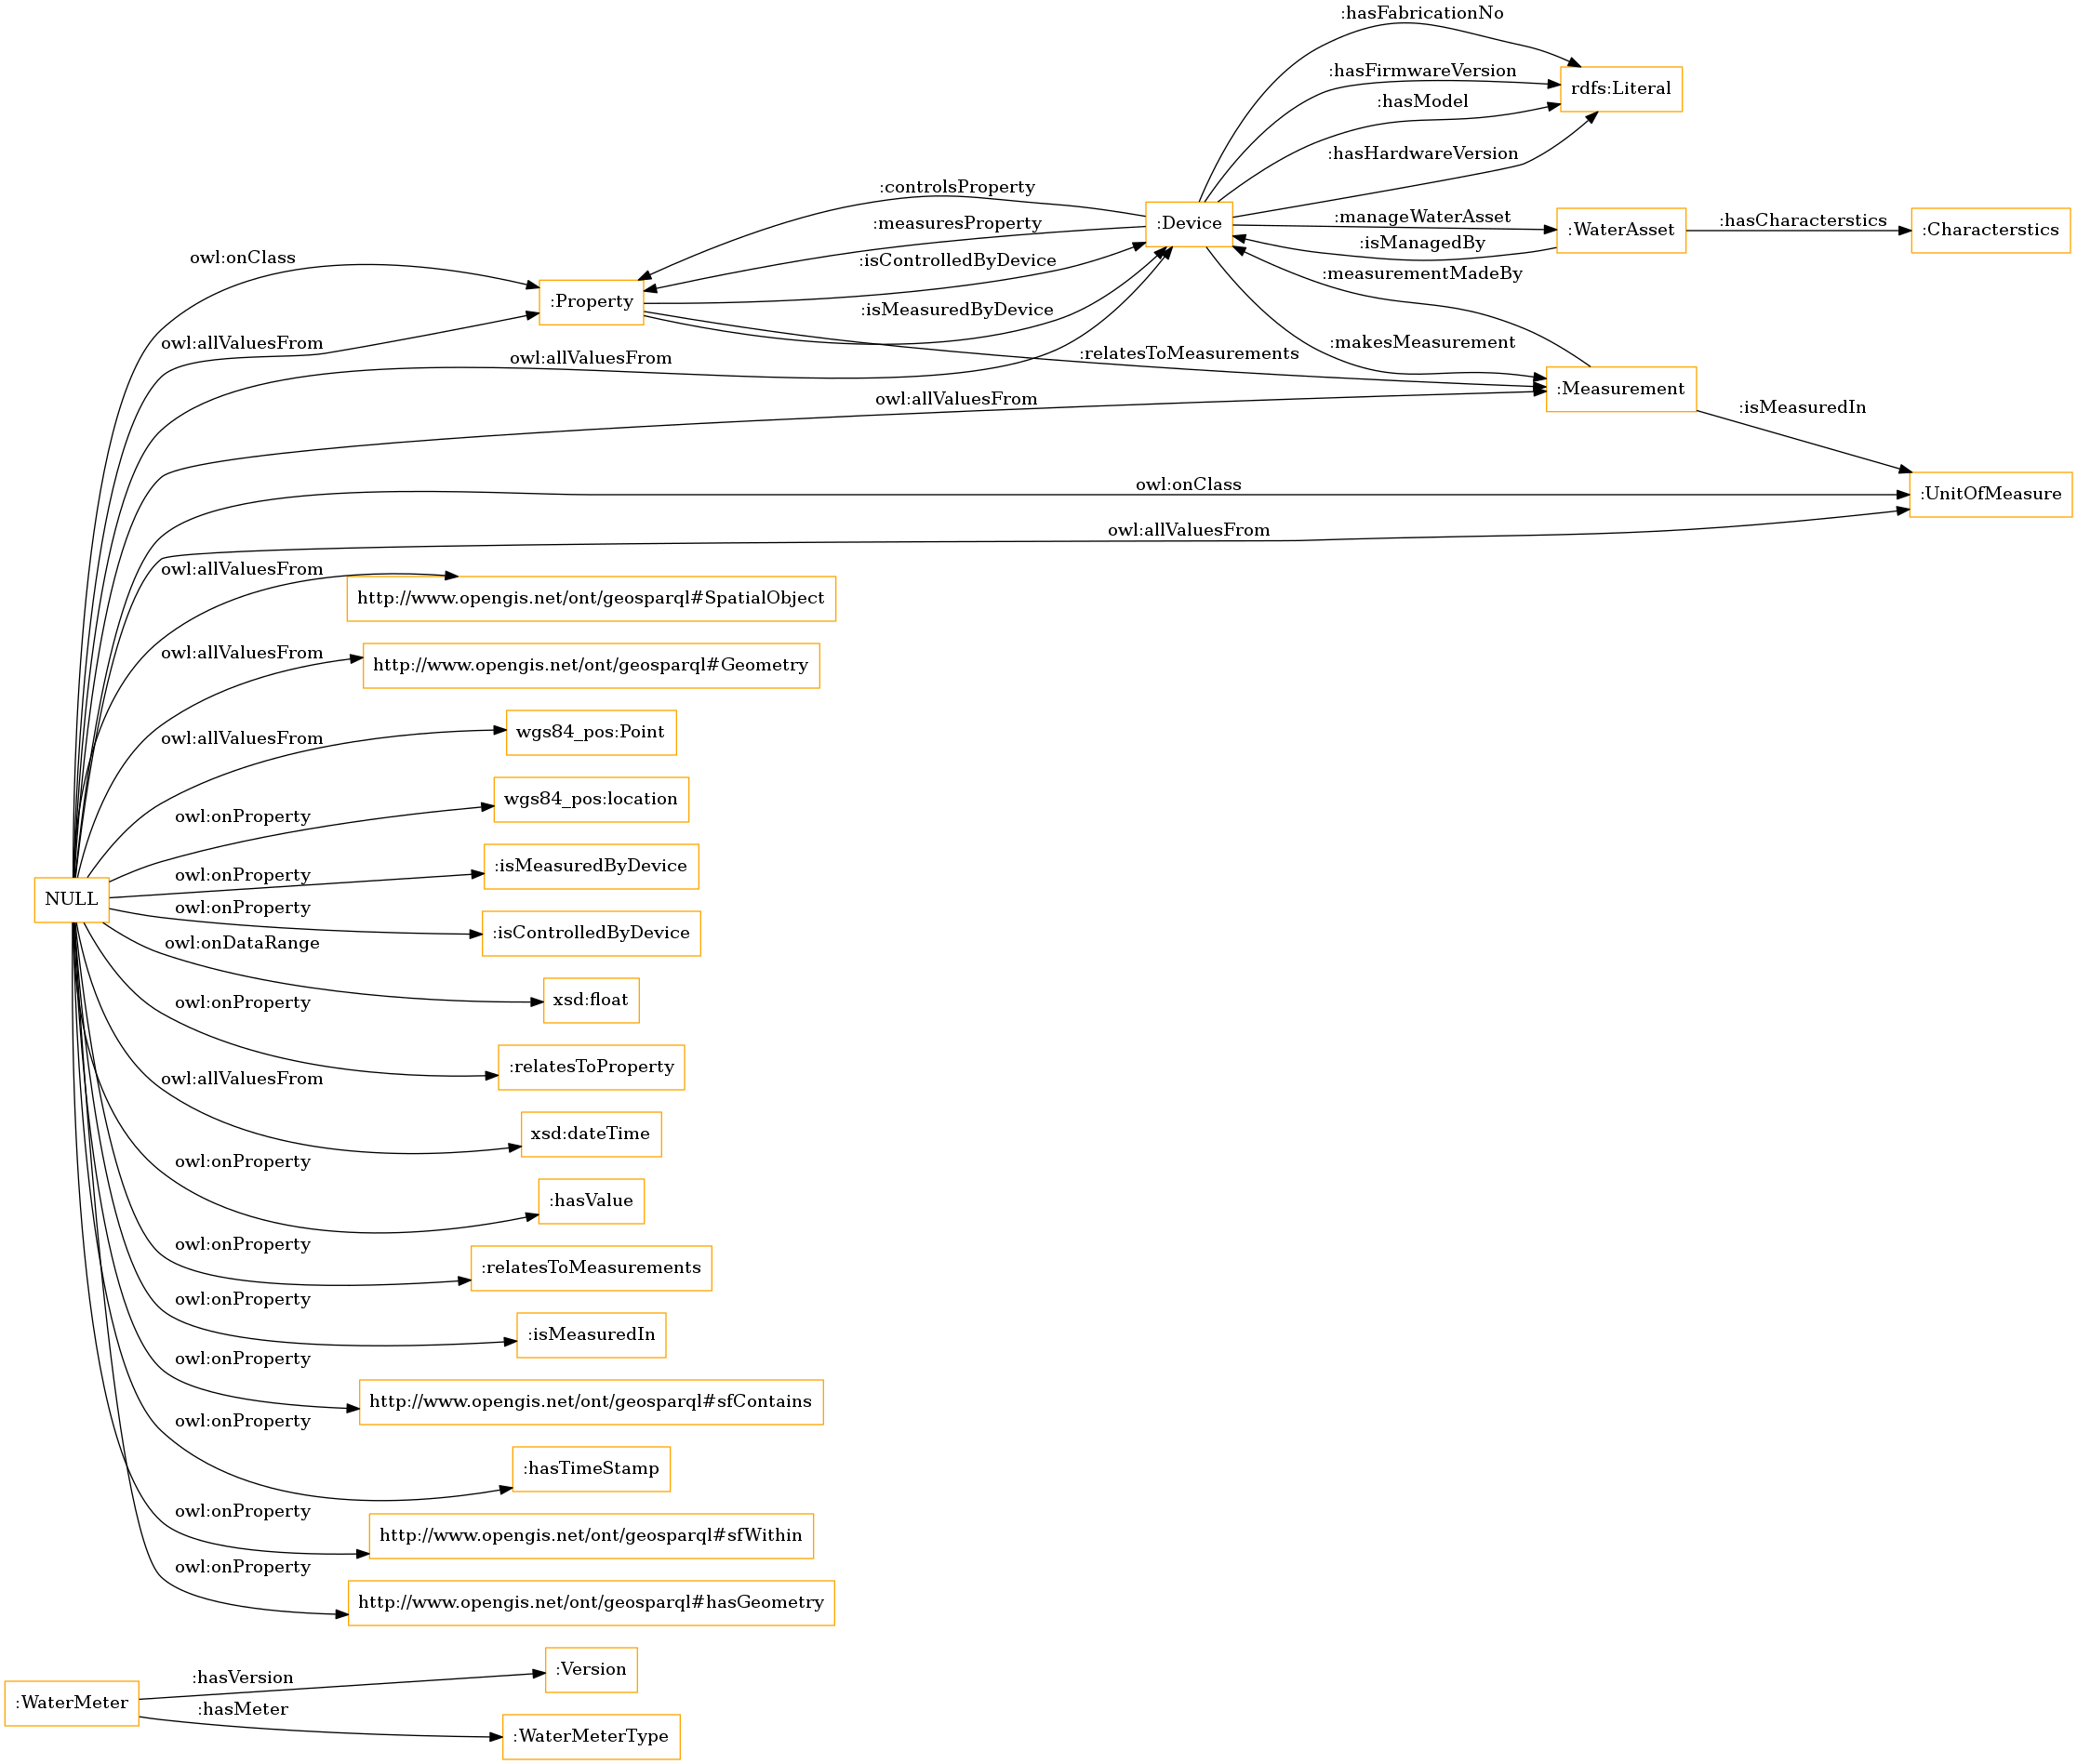 :hasFabricationNo
:hasFirmwareVersion
rdfs:Literal
:hasModel
:hasHardwareVersion
:controlsProperty
:measuresProperty
:Device
:manageWaterAsset
:WaterAsset
:hasCharacterstics
:Characterstics
:isManagedBy
owl:onClass
:isControlledByDevice
:measurementMadeBy
:Property
:isMeasuredByDevice
owl:allValuesFrom
owl:allValuesFrom
:relatesToMeasurements
:makesMeasurement
:Measurement
owl:allValuesFrom
:isMeasuredIn
owl:onClass
:UnitOfMeasure
owl:allValuesFrom
owl:allValuesFrom
http://www.opengis.net/ont/geosparql#SpatialObject
owl:allValuesFrom
http://www.opengis.net/ont/geosparql#Geometry
owl:allValuesFrom
wgs84_pos:Point
owl:onProperty
wgs84_pos:location
owl:onProperty
:isMeasuredByDevice
NULL
owl:onProperty
:isControlledByDevice
owl:onDataRange
xsd:float
owl:onProperty
:relatesToProperty
owl:allValuesFrom
xsd:dateTime
owl:onProperty
:hasValue
owl:onProperty
:relatesToMeasurements
owl:onProperty
:isMeasuredIn
owl:onProperty
http://www.opengis.net/ont/geosparql#sfContains
owl:onProperty
:hasTimeStamp
owl:onProperty
http://www.opengis.net/ont/geosparql#sfWithin
owl:onProperty
http://www.opengis.net/ont/geosparql#hasGeometry
:WaterMeter
:hasVersion
:Version
:hasMeter
:WaterMeterType